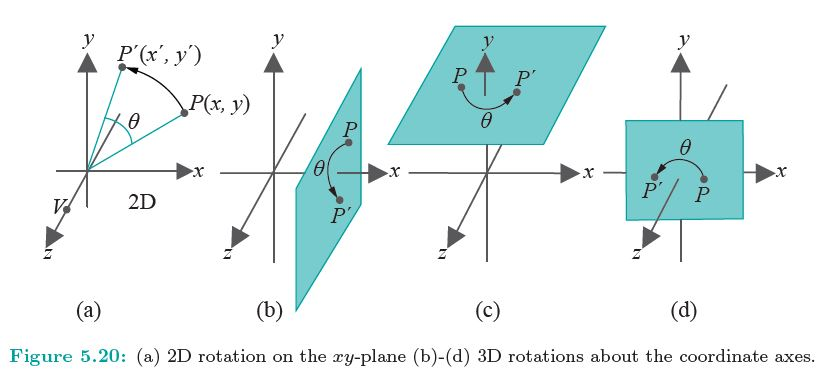 y
P′(x′, y′)
P(x, y)
θ
x
V
2D
z
(a)
y
P
θ
x
P′
z
(b)
y
P
P′
θ
x
z
(c)
y
θ
P′
P
x
z
(d)
Figure 5.20: (a) 2D rotation on the xy-plane (b)-(d) 3D rotations about the coordinate axes.